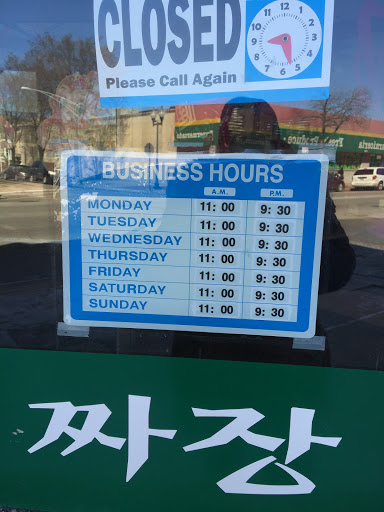 CLOSED
Please Call Again
BUSINESS HOURS
A.M. P.M.
MONDAY 11:00 9:30
TUESDAY 11:00 9:30
WEDNESDAY 11:00 9:30
THURSDAY 11:00 9:30
FRIDAY 11:00 9:30
SATURDAY 11:00 9:30
SUNDAY 11:00 9:30
짜장